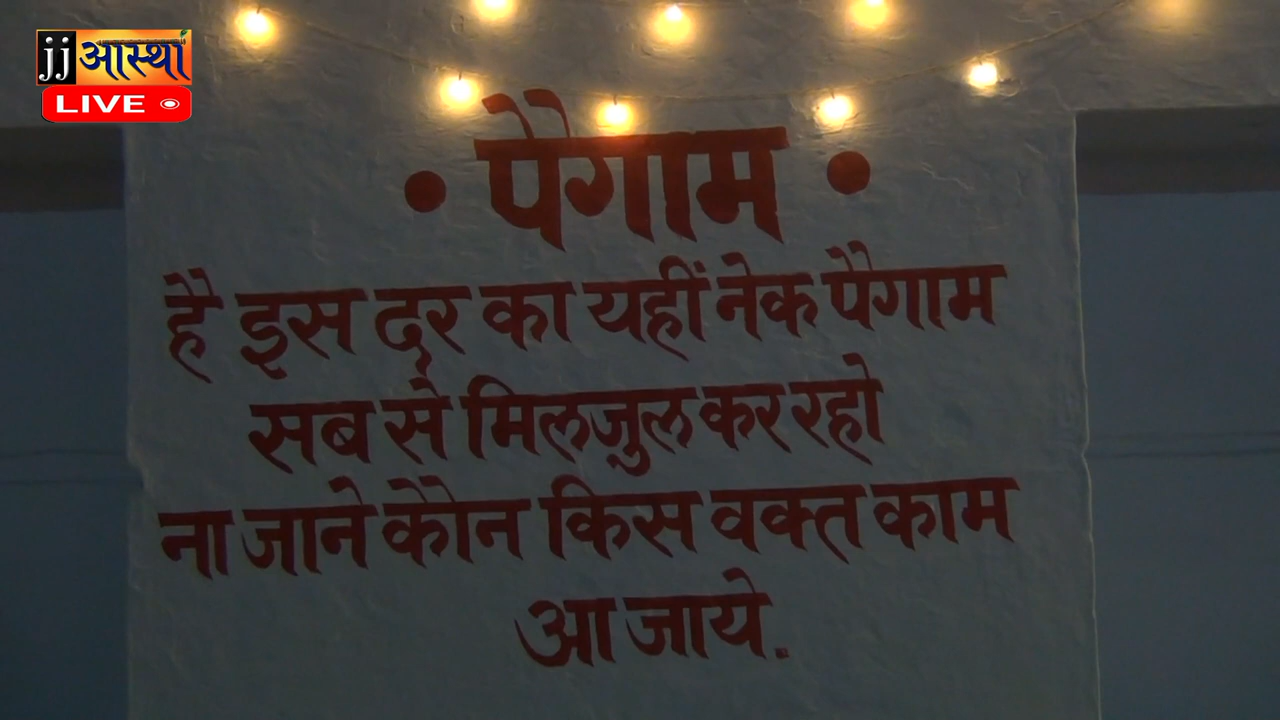 jj आस्था
LIVE
• पैगाम •
है इस दर का यहीं नेक पैगाम
सब से मिलजुल कर रहो
ना जाने कौन किस वक्त काम
आ जाये.